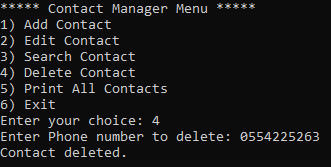 ***** Contact Manager Menu *****
1) Add Contact
2) Edit Contact
3) Search Contact
4) Delete Contact
5) Print All Contacts
6) Exit
Enter your choice: 4
Enter Phone number to delete: 0554225263
Contact deleted.